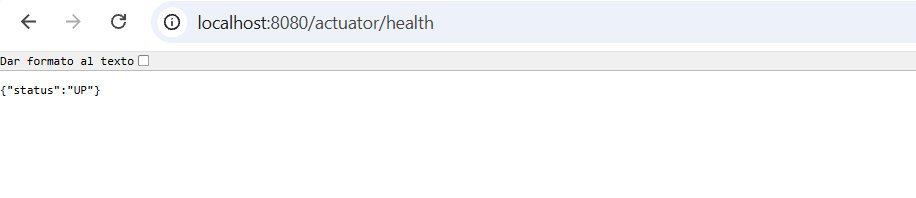 localhost:8080/actuator/health
Dar formato al texto
{"status":"UP"}